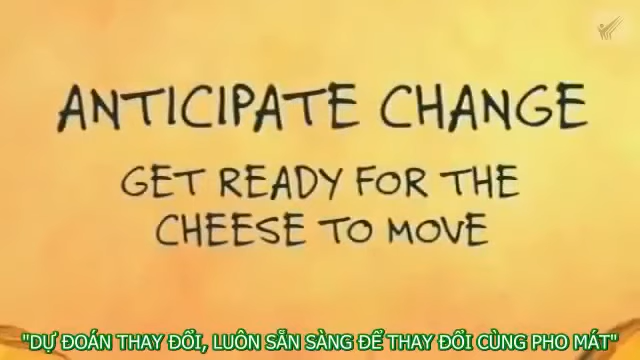 ANTICIPATE CHANGE
GET READY FOR THE
CHEESE TO MOVE
"DỰ ĐOÁN THAY ĐỔI, LUÔN SẴN SÀNG ĐỂ THAY ĐỔI CÙNG PHO MÁT"